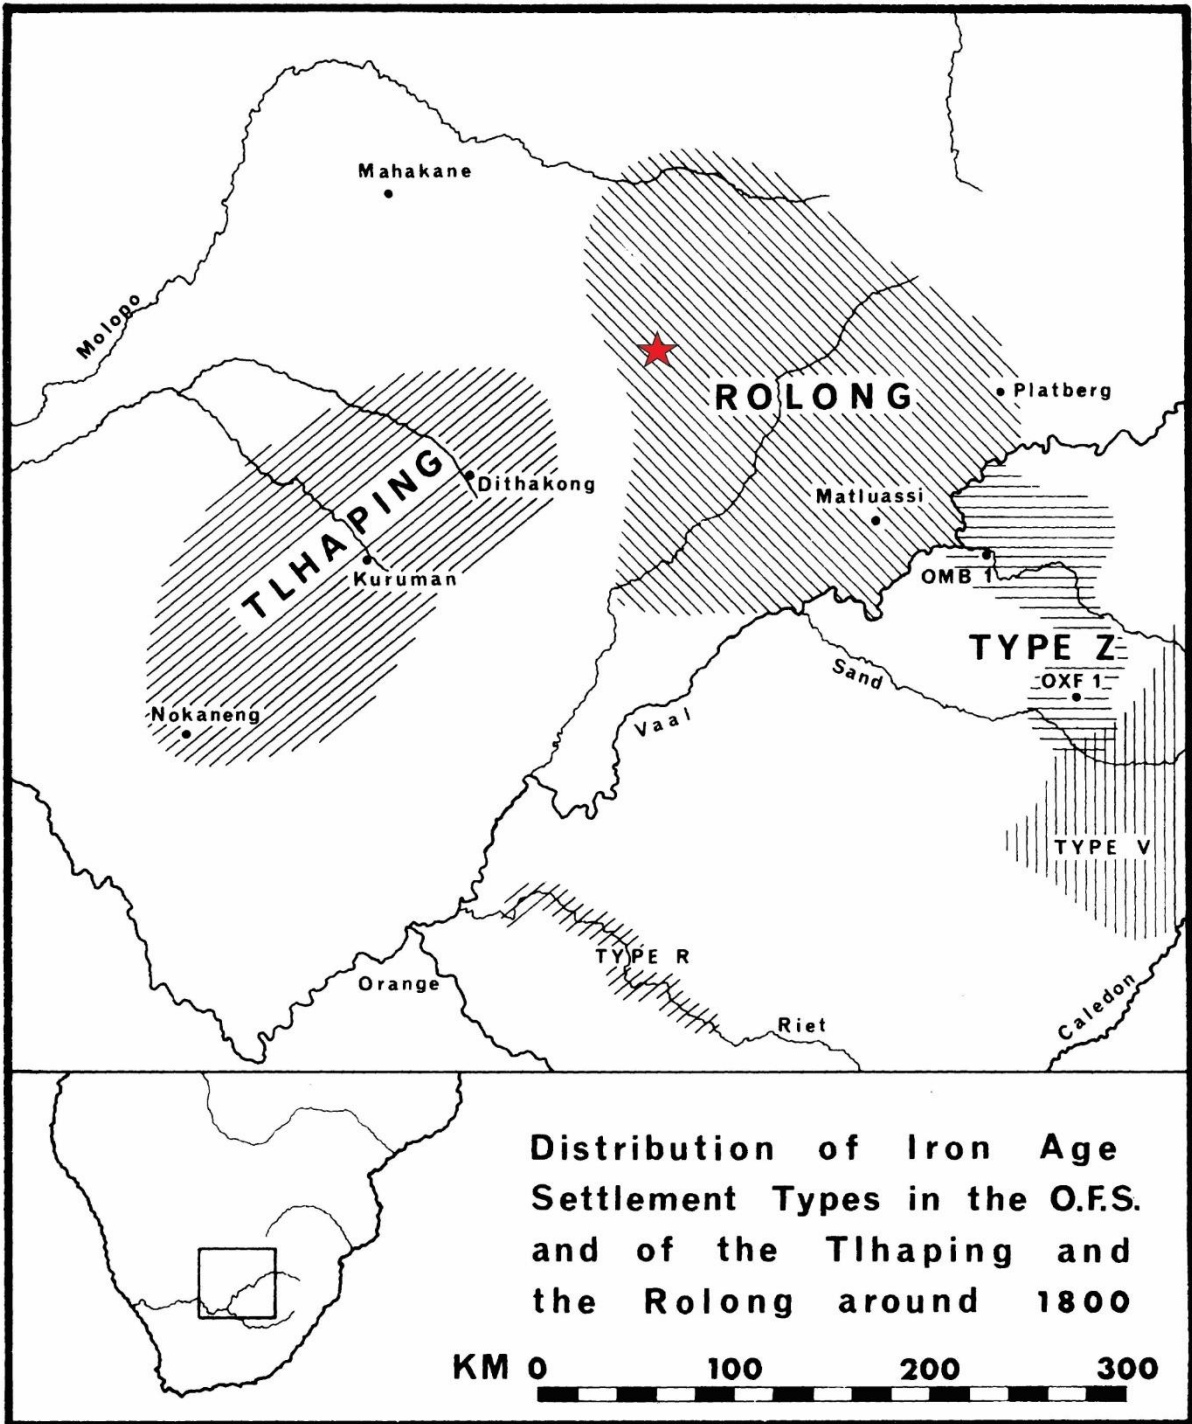 Mahakane
Molopo
ROLONG
Platberg
TLHAPING
Dithakong
Matluassi
Kuruman
OMB 1
TYPE Z
Sand
OXF 1
Nokaneng
Vaal
TYPE V
TYPE R
Orange
Riet
Caledon
Distribution of Iron Age
Settlement Types in the O.F.S.
and of the Tlhaping and
the Rolong around 1800
KM 0 100 200 300